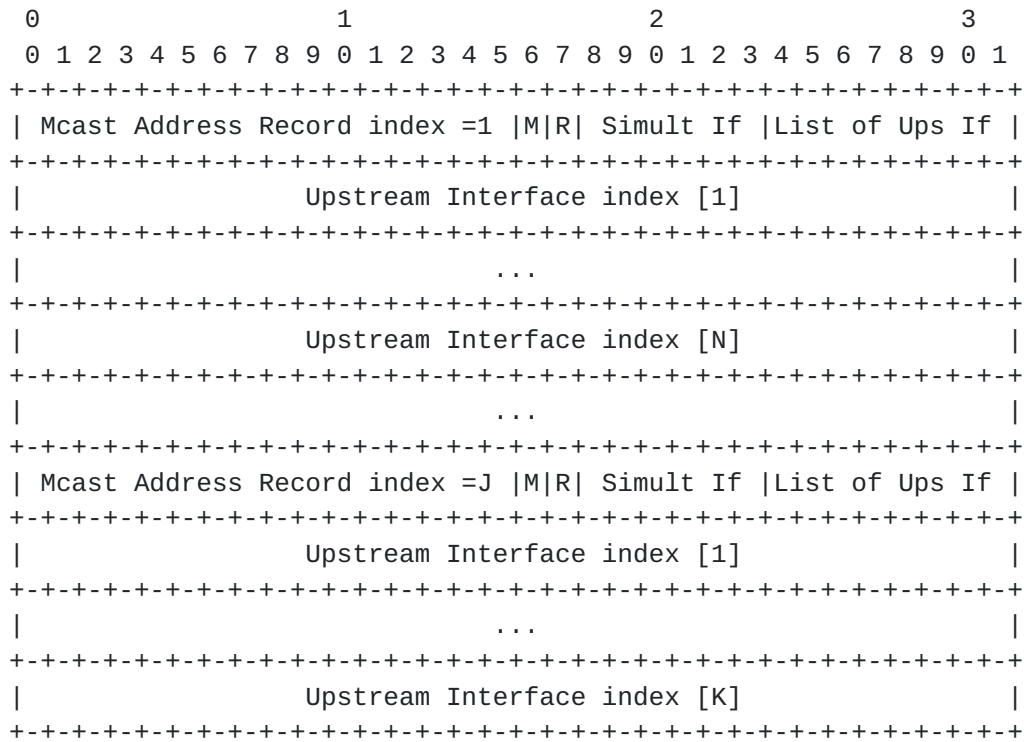 0                   1                   2                   3
 0 1 2 3 4 5 6 7 8 9 0 1 2 3 4 5 6 7 8 9 0 1 2 3 4 5 6 7 8 9 0 1
+-+-+-+-+-+-+-+-+-+-+-+-+-+-+-+-+-+-+-+-+-+-+-+-+-+-+-+-+-+-+-+-+
| Mcast Address Record index =1 |M|R| Simult If |List of Ups If |
+-+-+-+-+-+-+-+-+-+-+-+-+-+-+-+-+-+-+-+-+-+-+-+-+-+-+-+-+-+-+-+-+
|                  Upstream Interface index [1]                 |
+-+-+-+-+-+-+-+-+-+-+-+-+-+-+-+-+-+-+-+-+-+-+-+-+-+-+-+-+-+-+-+-+
|                              ...                              |
+-+-+-+-+-+-+-+-+-+-+-+-+-+-+-+-+-+-+-+-+-+-+-+-+-+-+-+-+-+-+-+-+
|                  Upstream Interface index [N]                 |
+-+-+-+-+-+-+-+-+-+-+-+-+-+-+-+-+-+-+-+-+-+-+-+-+-+-+-+-+-+-+-+-+
|                              ...                              |
+-+-+-+-+-+-+-+-+-+-+-+-+-+-+-+-+-+-+-+-+-+-+-+-+-+-+-+-+-+-+-+-+
| Mcast Address Record index =J |M|R| Simult If |List of Ups If |
+-+-+-+-+-+-+-+-+-+-+-+-+-+-+-+-+-+-+-+-+-+-+-+-+-+-+-+-+-+-+-+-+
|                  Upstream Interface index [1]                 |
+-+-+-+-+-+-+-+-+-+-+-+-+-+-+-+-+-+-+-+-+-+-+-+-+-+-+-+-+-+-+-+-+
|                              ...                              |
+-+-+-+-+-+-+-+-+-+-+-+-+-+-+-+-+-+-+-+-+-+-+-+-+-+-+-+-+-+-+-+-+
|                  Upstream Interface index [K]                 |
+-+-+-+-+-+-+-+-+-+-+-+-+-+-+-+-+-+-+-+-+-+-+-+-+-+-+-+-+-+-+-+-+